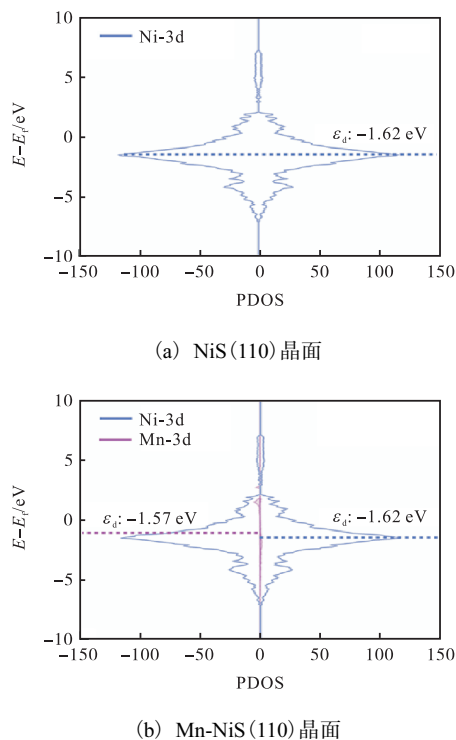 10
5
0
−5
−10
E−Ef/eV
Ni-3d
εd: −1.62 eV
−150
−100
−50
0
50
100
150
PDOS
(a) NiS(110)晶面
10
5
0
−5
−10
E−Ef/eV
Ni-3d
Mn-3d
εd: −1.57 eV
εd: −1.62 eV
−150
−100
−50
0
50
100
150
PDOS
(b) Mn-NiS(110)晶面